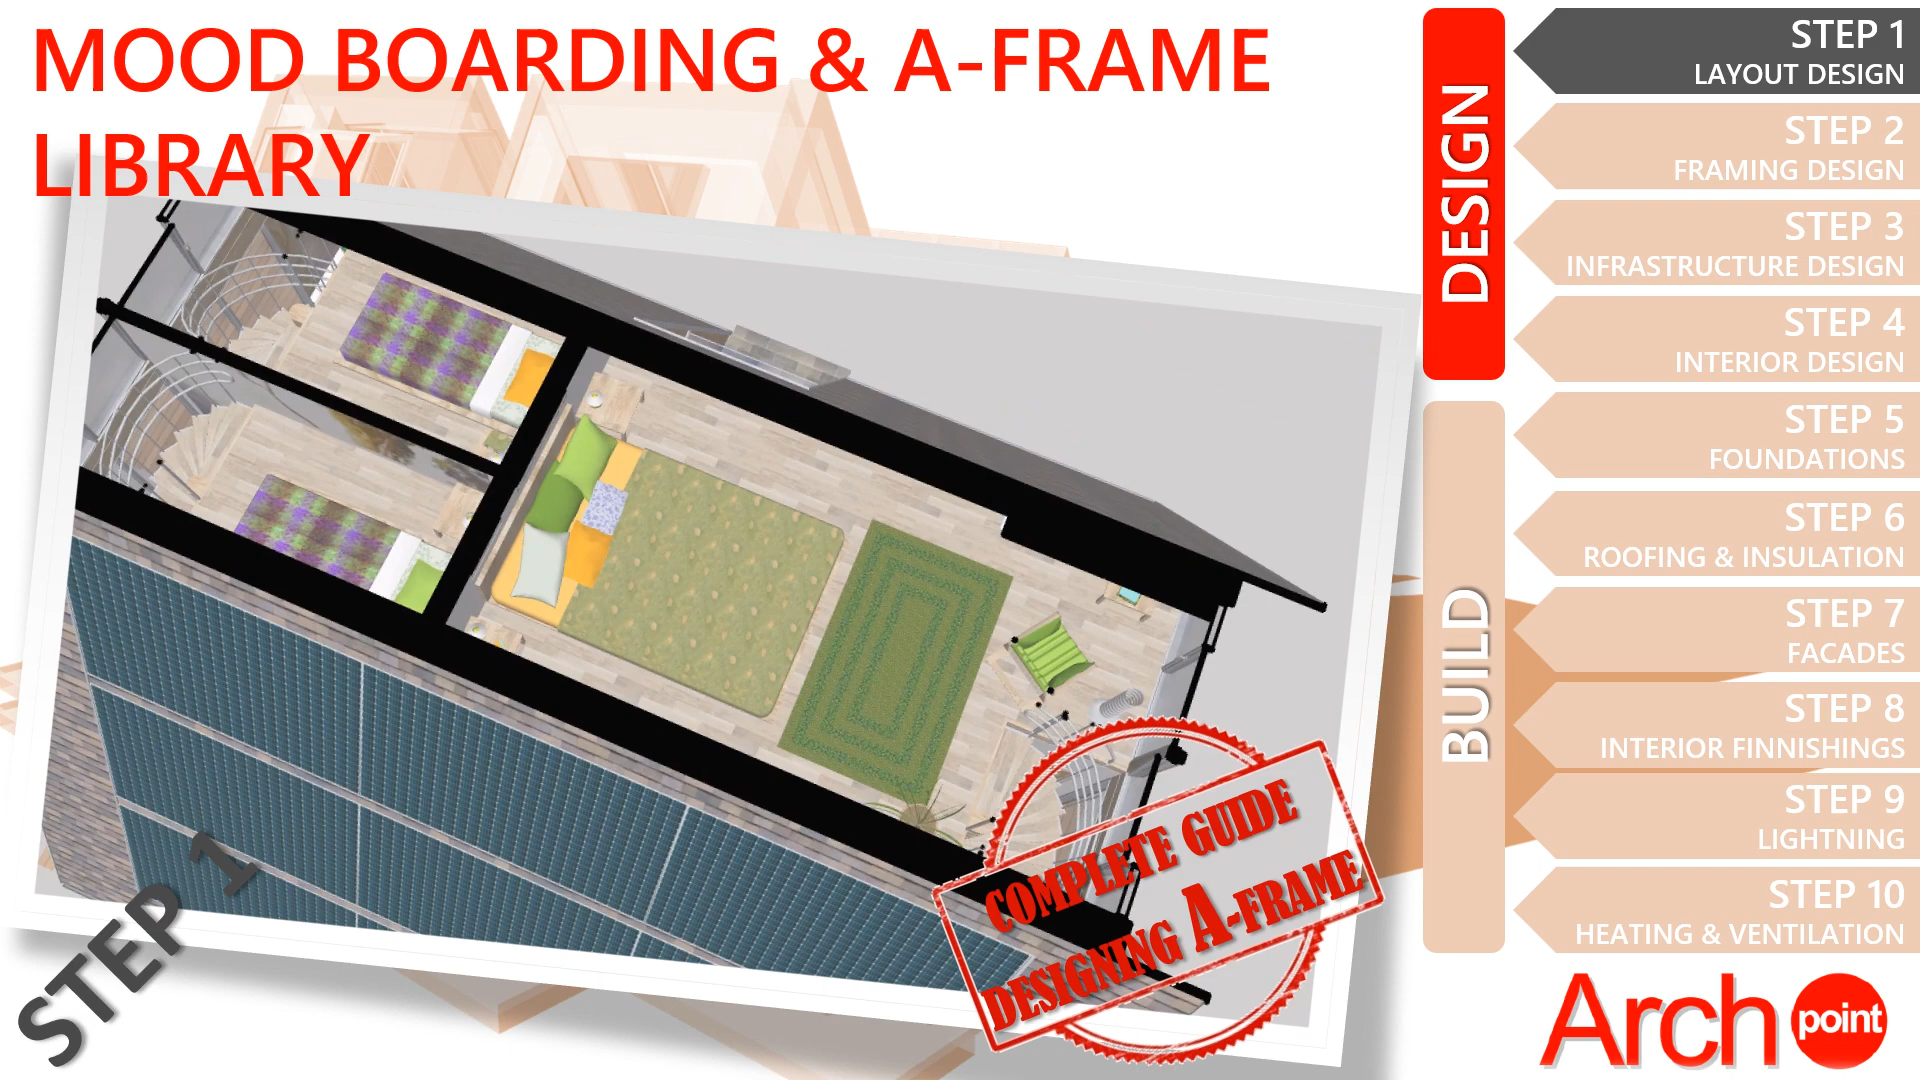 MOOD BOARDING & A-FRAME
LIBRARY
STEP 1
COMPLETE GUIDE
DESIGNING A-FRAME
DESIGN
BUILD
STEP 1
LAYOUT DESIGN
STEP 2
FRAMING DESIGN
STEP 3
INFRASTRUCTURE DESIGN
STEP 4
INTERIOR DESIGN
STEP 5
FOUNDATIONS
STEP 6
ROOFING & INSULATION
STEP 7
FACADES
STEP 8
INTERIOR FINNISHINGS
STEP 9
LIGHTNING
STEP 10
HEATING & VENTILATION
Arch point